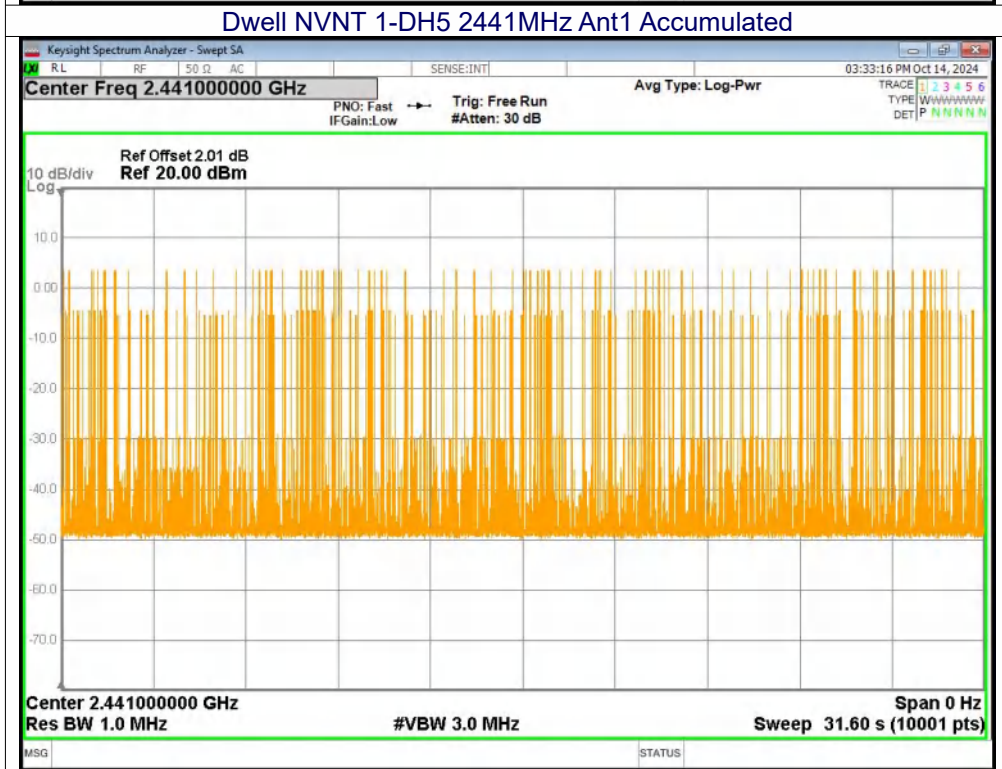 Dwell NVNT 1-DH5 2441MHz Ant1 Accumulated
Keysight Spectrum Analyzer - Swept SA
LXI RL RF 50 Ω AC SENSE:INT 03:33:16 PM Oct 14, 2024
Center Freq 2.441000000 GHz Avg Type: Log-Pwr TRACE 1 2 3 4 5 6
PNO: Fast Trig: Free Run TYPE WWWWWWW
IFGain:Low #Atten: 30 dB DET P N N N N N
Ref Offset 2.01 dB
10 dB/div Ref 20.00 dBm
Log
10.0
0.00
-10.0
-20.0
-30.0
-40.0
-50.0
-60.0
-70.0
Center 2.441000000 GHz Span 0 Hz
Res BW 1.0 MHz #VBW 3.0 MHz Sweep 31.60 s (10001 pts)
MSG STATUS